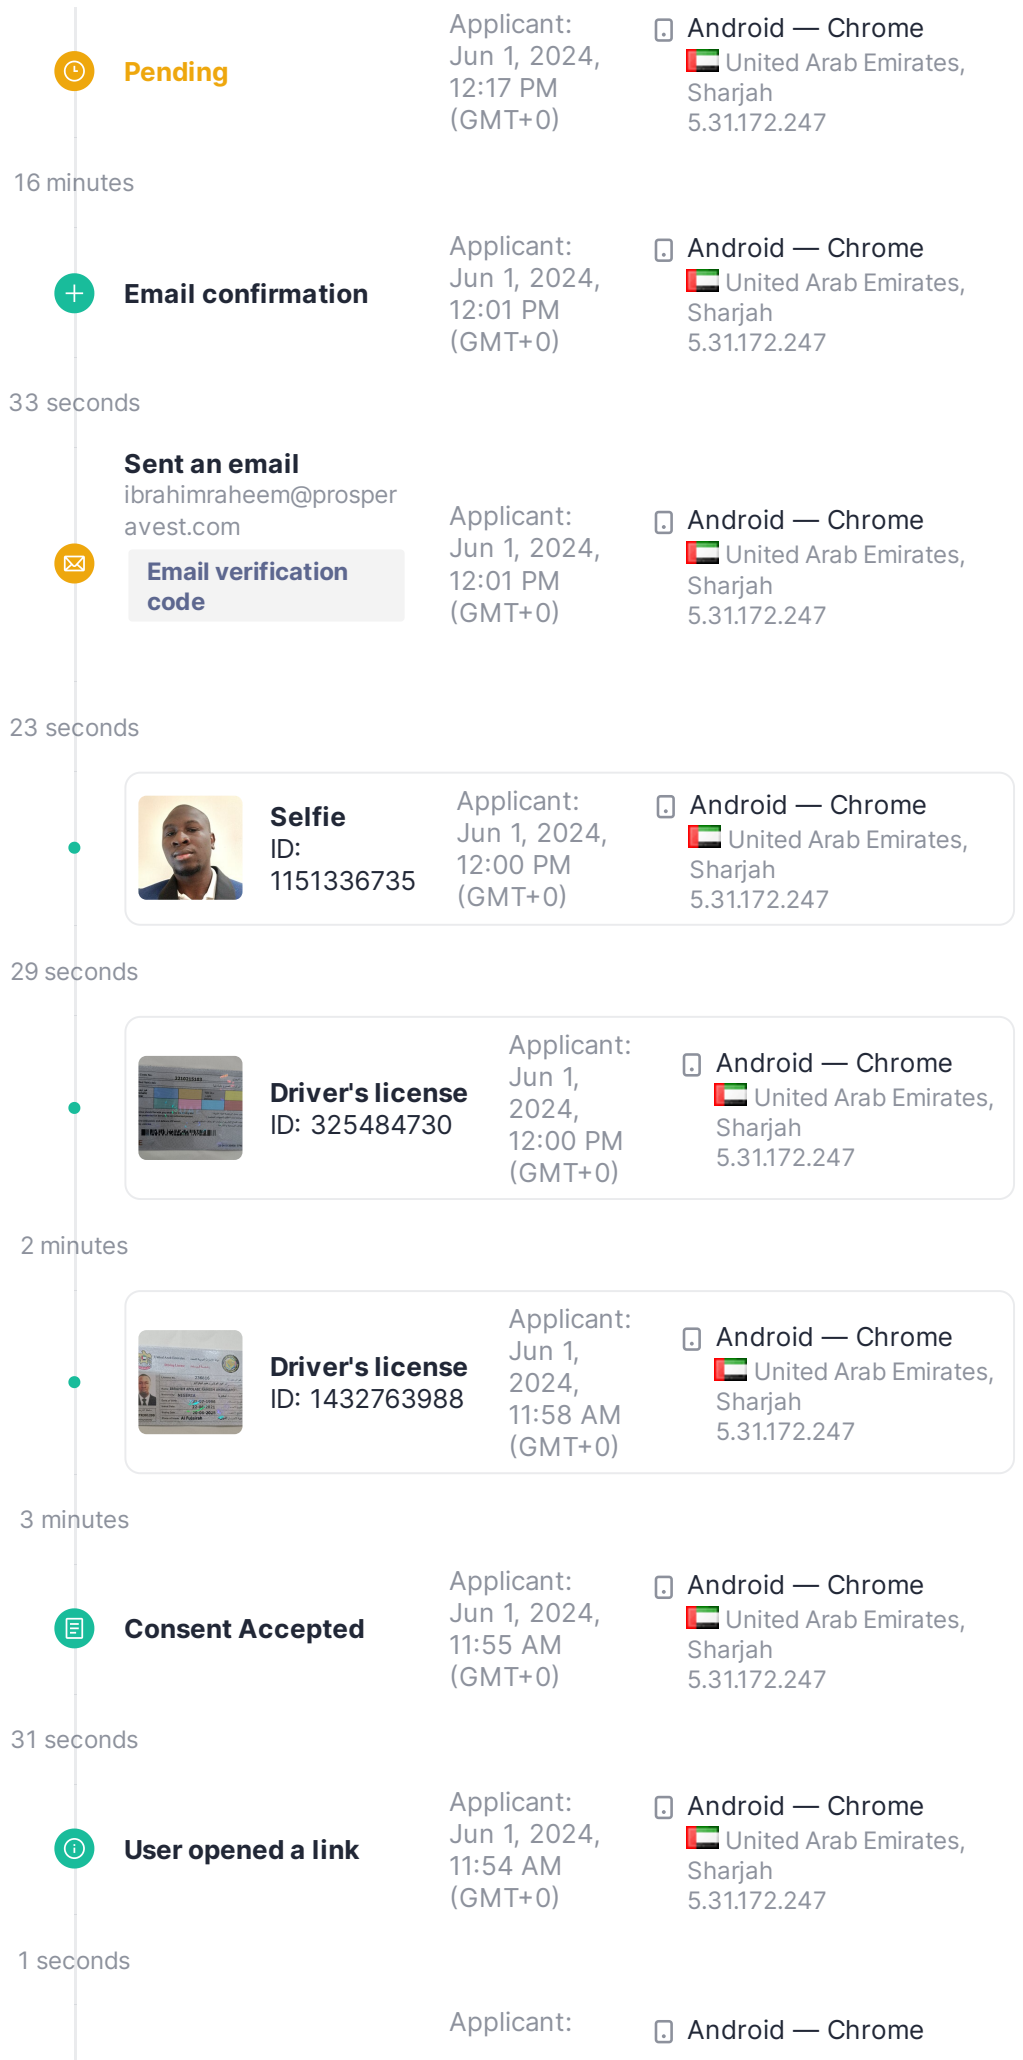 Applicant:
Jun 1, 2024,
12:17 PM
(GMT+0)
Android — Chrome
United Arab Emirates,
Sharjah
5.31.172.247
Pending
16 minutes
Email confirmation
Applicant:
Jun 1, 2024,
12:01 PM
(GMT+0)
Android — Chrome
United Arab Emirates,
Sharjah
5.31.172.247
33 seconds
Sent an email
ibrahimraheem@prosper
avest.com
Email verification
code
Applicant:
Jun 1, 2024,
12:01 PM
(GMT+0)
Android — Chrome
United Arab Emirates,
Sharjah
5.31.172.247
23 seconds
Selfie
ID:
1151336735
Applicant:
Jun 1, 2024,
12:00 PM
(GMT+0)
Android — Chrome
United Arab Emirates,
Sharjah
5.31.172.247
29 seconds
Driver's license
ID: 325484730
Applicant:
Jun 1,
2024,
12:00 PM
(GMT+0)
Android — Chrome
United Arab Emirates,
Sharjah
5.31.172.247
2 minutes
Driver's license
ID: 1432763988
Applicant:
Jun 1,
2024,
11:58 AM
(GMT+0)
Android — Chrome
United Arab Emirates,
Sharjah
5.31.172.247
3 minutes
Consent Accepted
Applicant:
Jun 1, 2024,
11:55 AM
(GMT+0)
Android — Chrome
United Arab Emirates,
Sharjah
5.31.172.247
31 seconds
User opened a link
Applicant:
Jun 1, 2024,
11:54 AM
(GMT+0)
Android — Chrome
United Arab Emirates,
Sharjah
5.31.172.247
1 seconds
Applicant:
Android — Chrome